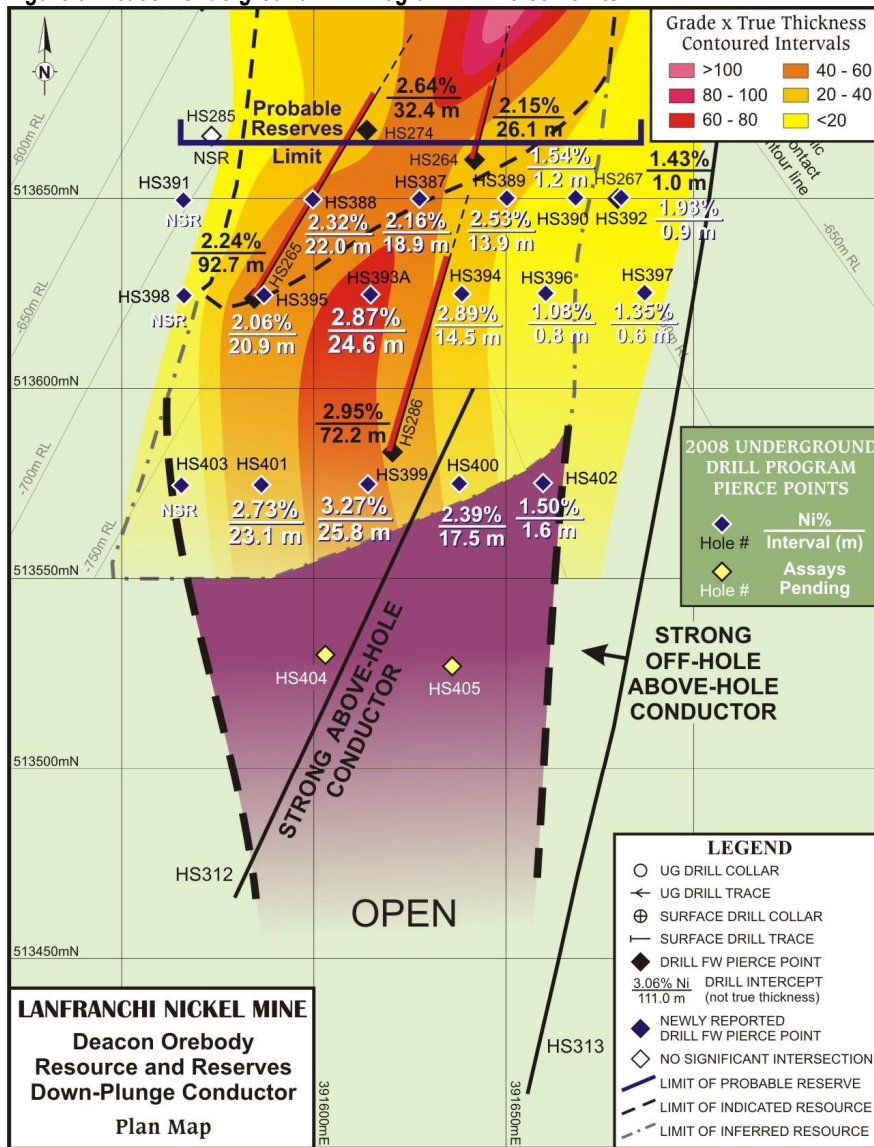 Grade x True Thickness
Contoured Intervals
>100
40 - 60
80 - 100
20 - 40
60 - 80
<20
N
-600m RL
HS285
NSR
Probable
Reserves
Limit
2.64%
32.4 m
HS274
2.15%
26.1 m
HS264
1.54%
1.2 m
HS267
1.43%
1.0 m
contact
contour line
513650mN
HS391
NSR
HS388
2.32%
22.0 m
HS387
2.16%
18.9 m
HS389
2.53%
13.9 m
HS390
HS392
1.93%
0.9 m
-650m RL
2.24%
92.7 m
HS265
-650m RL
HS398
NSR
HS395
2.06%
20.9 m
HS393A
2.87%
24.6 m
HS394
2.89%
14.5 m
HS396
1.08%
0.8 m
HS397
1.35%
0.6 m
513600mN
2.95%
72.2 m
HS286
-700m RL
HS403
NSR
HS401
2.73%
23.1 m
HS399
3.27%
25.8 m
HS400
2.39%
17.5 m
HS402
1.50%
1.6 m
2008 UNDERGROUND
DRILL PROGRAM
PIERCE POINTS
Hole #
Ni%
Interval (m)
Hole #
Assays
Pending
-750m RL
513550mN
HS404
HS405
STRONG ABOVE-HOLE
CONDUCTOR
STRONG
OFF-HOLE
ABOVE-HOLE
CONDUCTOR
513500mN
HS312
OPEN
513450mN
HS313
391600mE
391650mE
LANFRANCHI NICKEL MINE
Deacon Orebody
Resource and Reserves
Down-Plunge Conductor
Plan Map
LEGEND
UG DRILL COLLAR
UG DRILL TRACE
SURFACE DRILL COLLAR
SURFACE DRILL TRACE
DRILL FW PIERCE POINT
3.06% Ni
111.0 m
DRILL INTERCEPT
(not true thickness)
NEWLY REPORTED
DRILL FW PIERCE POINT
NO SIGNIFICANT INTERSECTION
LIMIT OF PROBABLE RESERVE
LIMIT OF INDICATED RESOURCE
LIMIT OF INFERRED RESOURCE